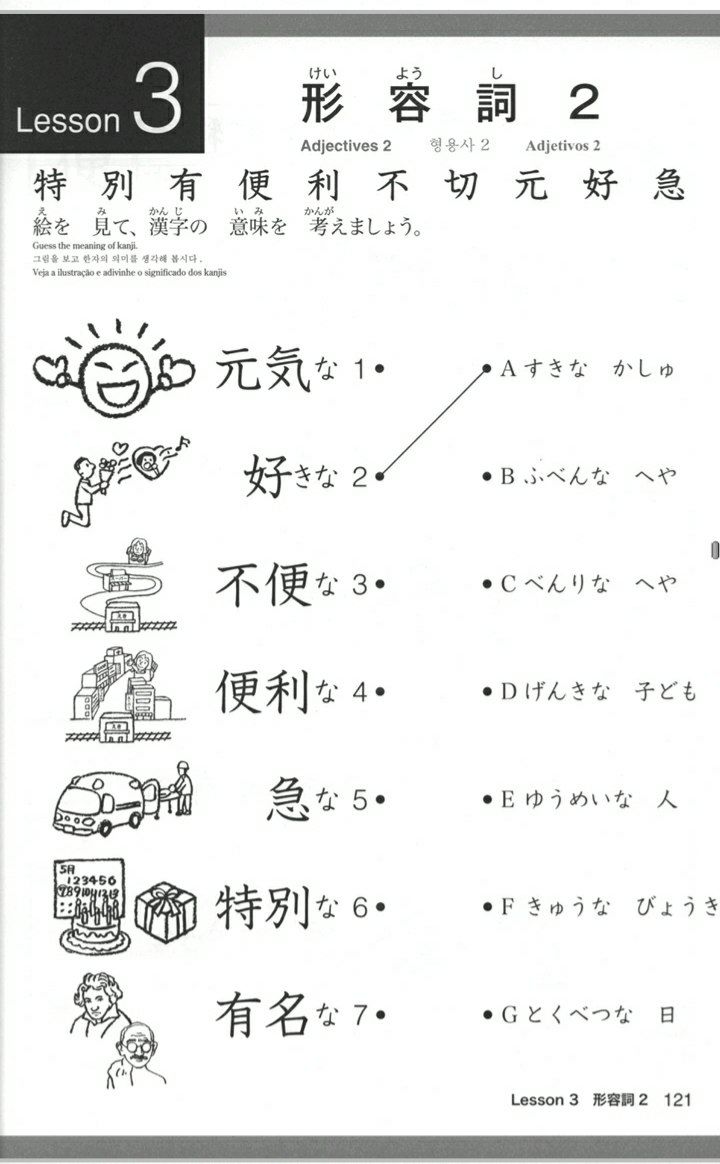 Lesson 3
けい よう し
形 容 詞 2
Adjectives 2 형용사 2 Adjetivos 2
特 別 有 便 利 不 切 元 好 急
え み かんじ いみ かんが
絵を 見て、漢字の 意味を 考えましょう。
Guess the meaning of kanji.
그림을 보고 한자의 의미를 생각해 봅시다.
Veja a ilustração e adivinhe o significado dos kanjis
元気な 1 A すきな かしゅ
好きな 2 B ふべんな へや
不便な 3 C べんりな へや
便利な 4 D げんきな 子ども
急な 5 E ゆうめいな 人
5月
123456
78910111213
特別な 6 F きゅうな びょうき
有名な 7 G とくべつな 日
Lesson 3 形容詞 2 121